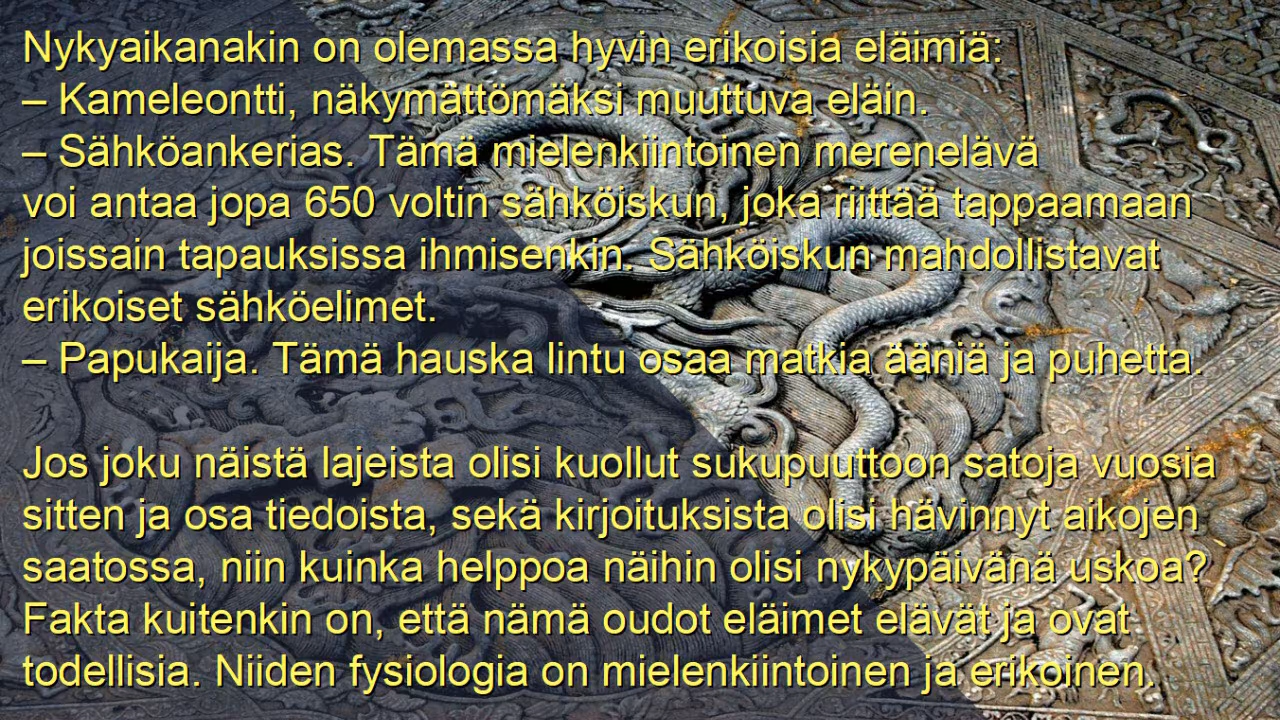 Nykyaikanakin on olemassa hyvin erikoisia eläimiä:
– Kameleontti, näkymättömäksi muuttuva eläin.
– Sähköankerias. Tämä mielenkiintoinen merenelävä
voi antaa jopa 650 voltin sähköiskun, joka riittää tappaamaan
joissain tapauksissa ihmisenkin. Sähköiskun mahdollistavat
erikoiset sähköelimet.
– Papukaija. Tämä hauska lintu osaa matkia ääniä ja puhetta.
Jos joku näistä lajeista olisi kuollut sukupuuttoon satoja vuosia
sitten ja osa tiedoista, sekä kirjoituksista olisi hävinnyt aikojen
saatossa, niin kuinka helppoa näihin olisi nykypäivänä uskoa?
Fakta kuitenkin on, että nämä oudot eläimet elävät ja ovat
todellisia. Niiden fysiologia on mielenkiintoinen ja erikoinen.